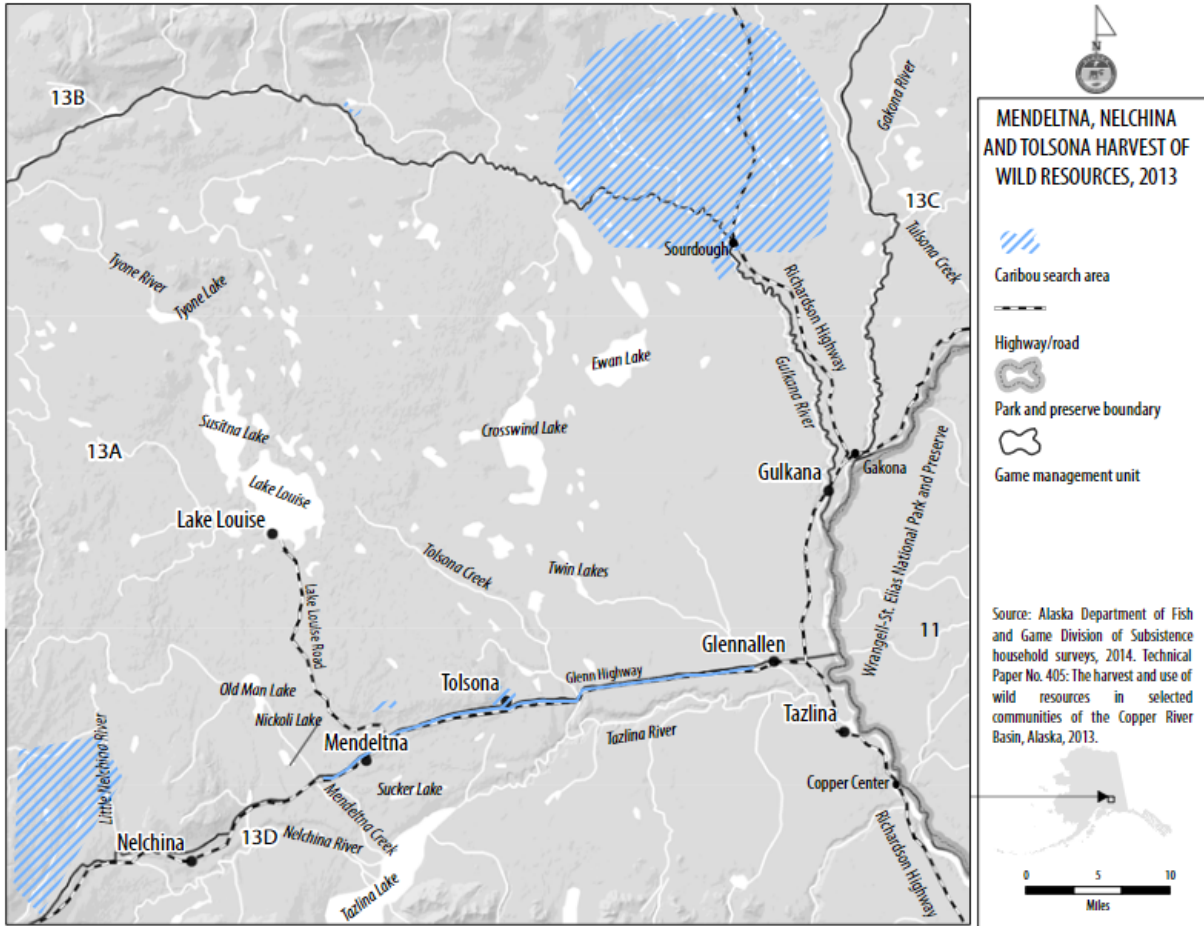 13B
Gakona River
13C
Tulsona Creek
Sourdough
Tyone River
Tyone Lake
Richardson Highway
Ewan Lake
Gulkana River
Susitna Lake
Crosswind Lake
13A
Lake Louise
Gakona
Gulkana
Lake Louise
Wrangell-St. Elias National Park and Preserve
Tolsona Creek
Twin Lakes
Lake Louise Road
11
Glennallen
Glenn Highway
Old Man Lake
Tolsona
Nickoli Lake
Tazlina
Tazlina River
Little Nelchina River
Mendeltna
Sucker Lake
Copper Center
Mendeltna Creek
13D
Nelchina River
Nelchina
Tazlina Lake
Richardson Highway
N
MENDELTNA, NELCHINA
AND TOLSONA HARVEST OF
WILD RESOURCES, 2013
Caribou search area
Highway/road
Park and preserve boundary
Game management unit
Source: Alaska Department of Fish
and Game Division of Subsistence
household surveys, 2014. Technical
Paper No. 405: The harvest and use of
wild resources in selected
communities of the Copper River
Basin, Alaska, 2013.
0 5 10
Miles